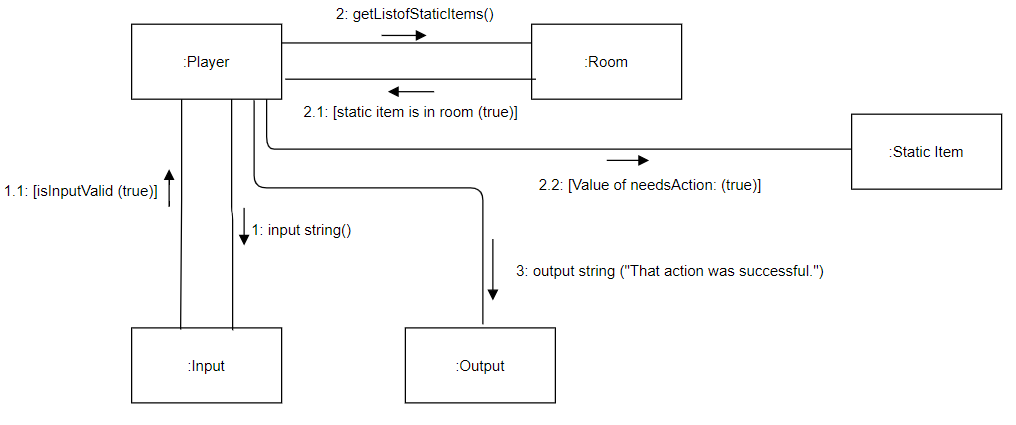 2: getListofStaticItems()
:Player
:Room
2.1: [static item is in room (true)]
:Static Item
2.2: [Value of needsAction: (true)]
1.1: [isInputValid (true)]
1: input string()
3: output string ("That action was successful.")
:Input
:Output